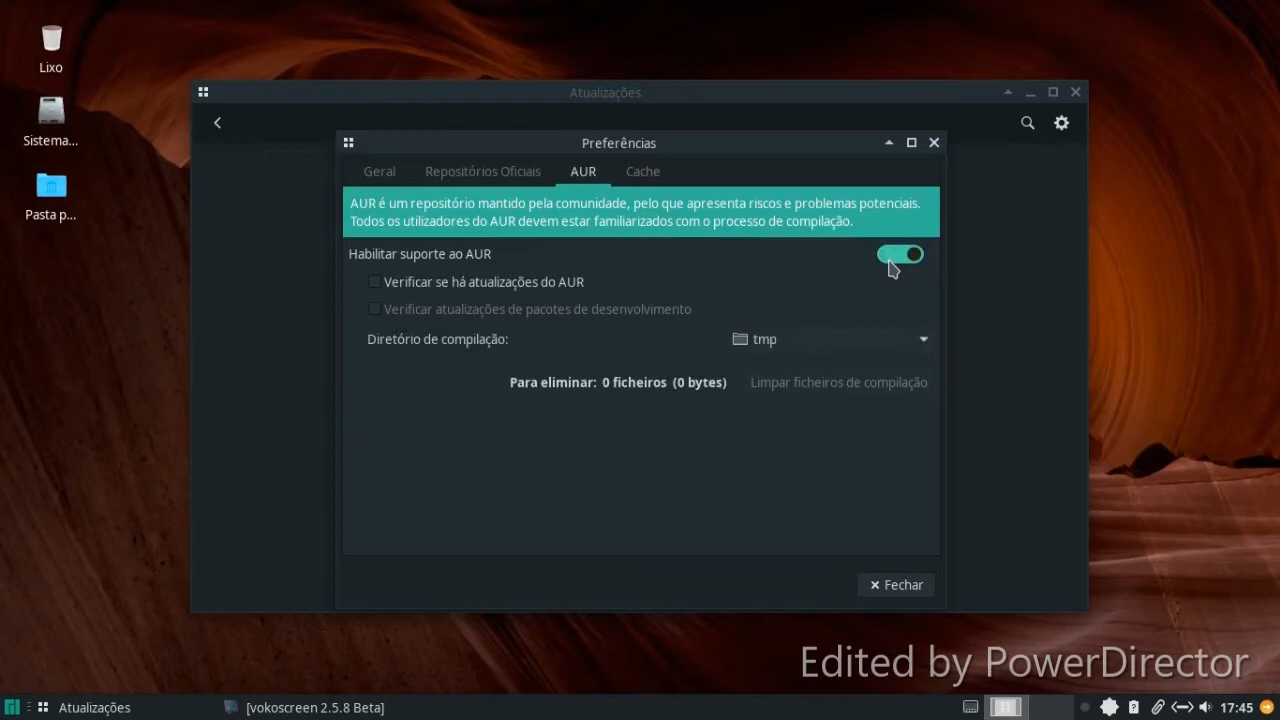 Lixo
Sistema...
Pasta p...
Atualizações
Preferências
Geral
Repositórios Oficiais
AUR
Cache
AUR é um repositório mantido pela comunidade, pelo que apresenta riscos e problemas potenciais.
Todos os utilizadores do AUR devem estar familiarizados com o processo de compilação.
Habilitar suporte ao AUR
Verificar se há atualizações do AUR
Verificar atualizações de pacotes de desenvolvimento
Diretório de compilação:
tmp
Para eliminar: 0 ficheiros (0 bytes)
Limpar ficheiros de compilação
Fechar
Edited by PowerDirector
Atualizações
[vokoscreen 2.5.8 Beta]
17:45